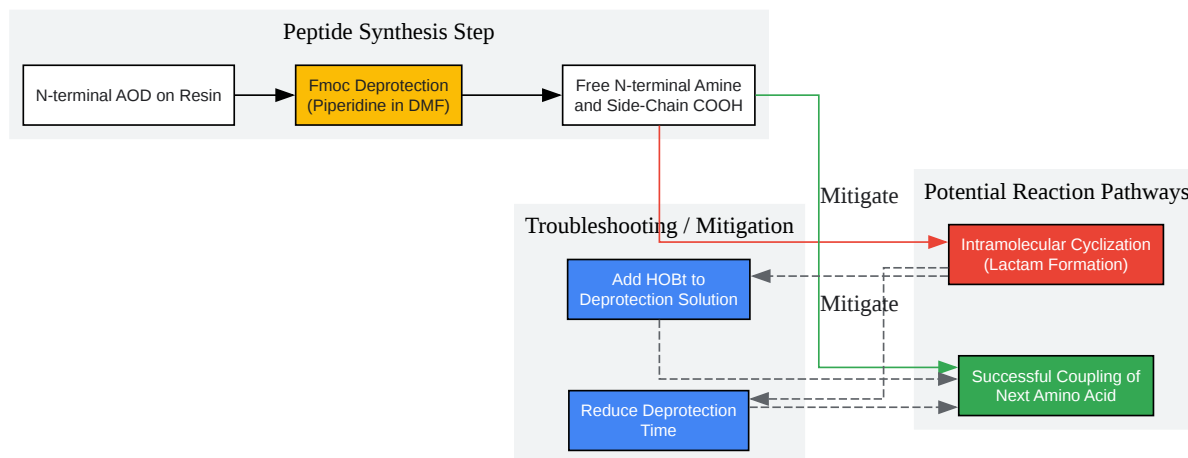 Peptide Synthesis Step
N-terminal AOD on Resin
Fmoc Deprotection
(Piperidine in DMF)
Free N-terminal Amine
and Side-Chain COOH
Mitigate
Potential Reaction Pathways
Troubleshooting / Mitigation
Intramolecular Cyclization
(Lactam Formation)
Add HOBt to
Deprotection Solution
Mitigate
Successful Coupling of
Next Amino Acid
Reduce Deprotection
Time